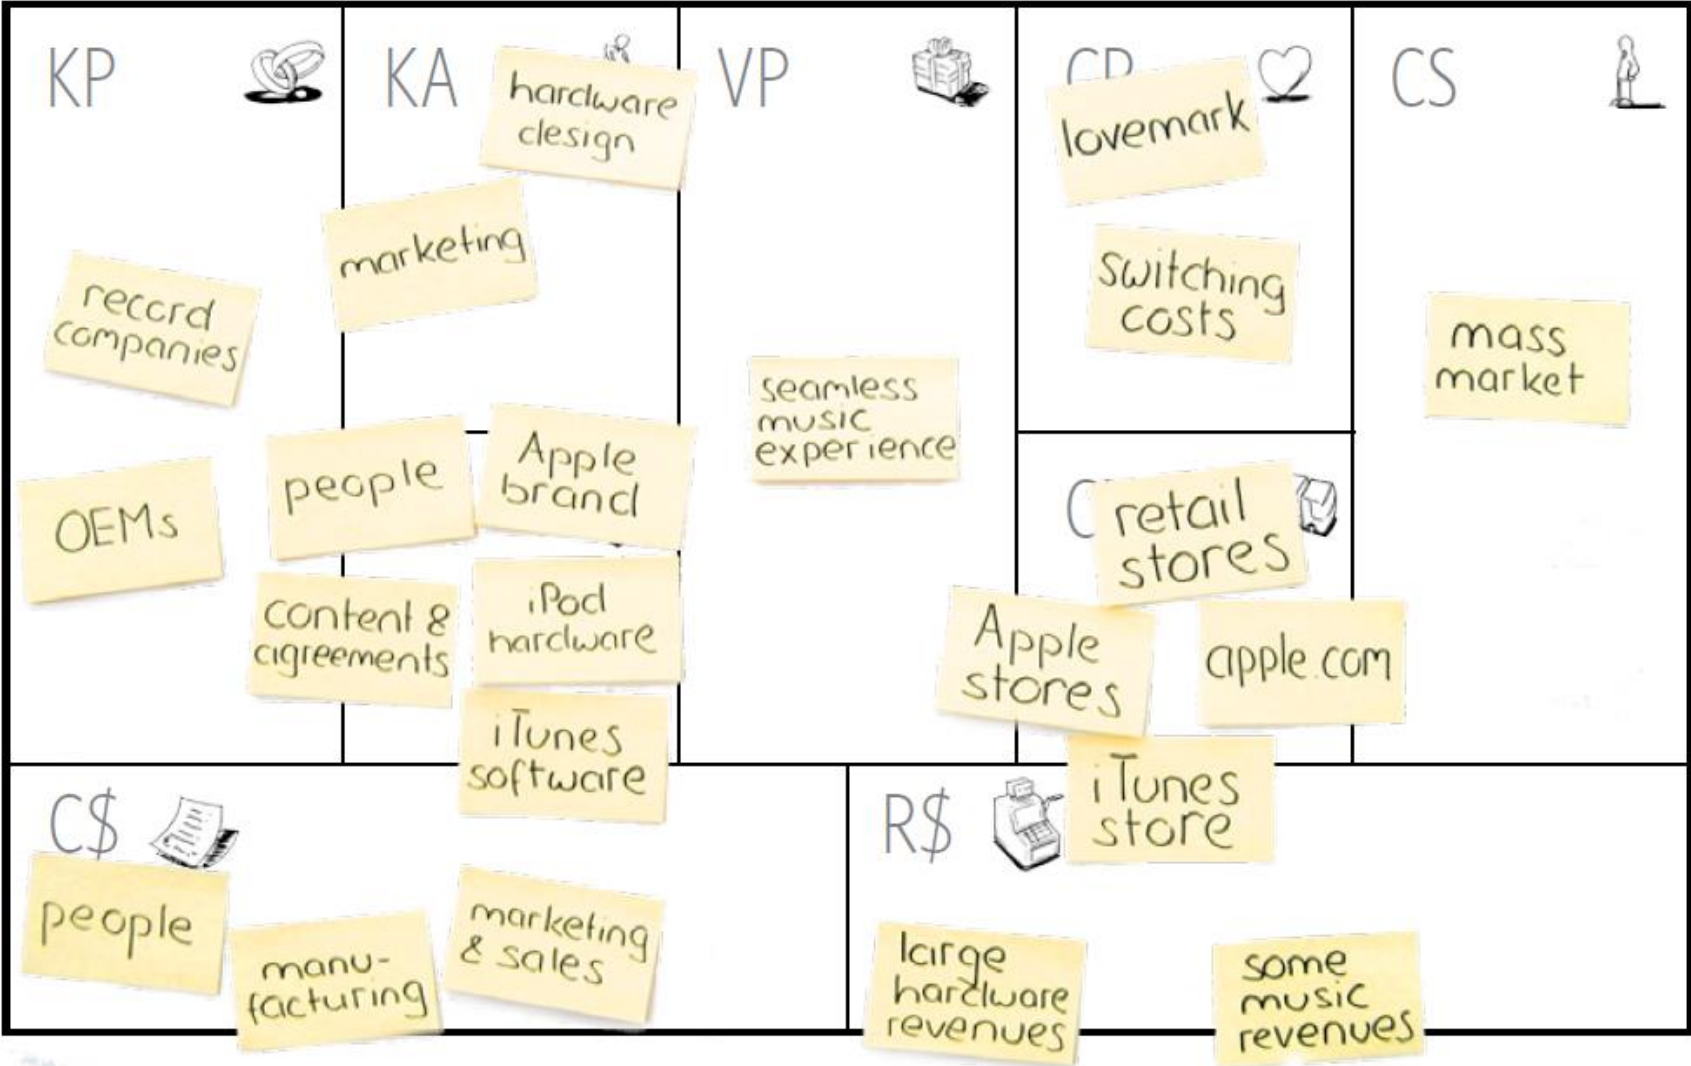 KP
KA
VP
CS
hardware
design
marketing
record
companies
OEMs
people
Apple
brand
content &
agreements
iPod
hardware
iTunes
software
seamless
music
experience
lovemark
switching
costs
retail
stores
Apple
stores
apple.com
iTunes
store
mass
market
C$
people
manu-
facturing
marketing
& sales
R$
large
hardware
revenues
some
music
revenues